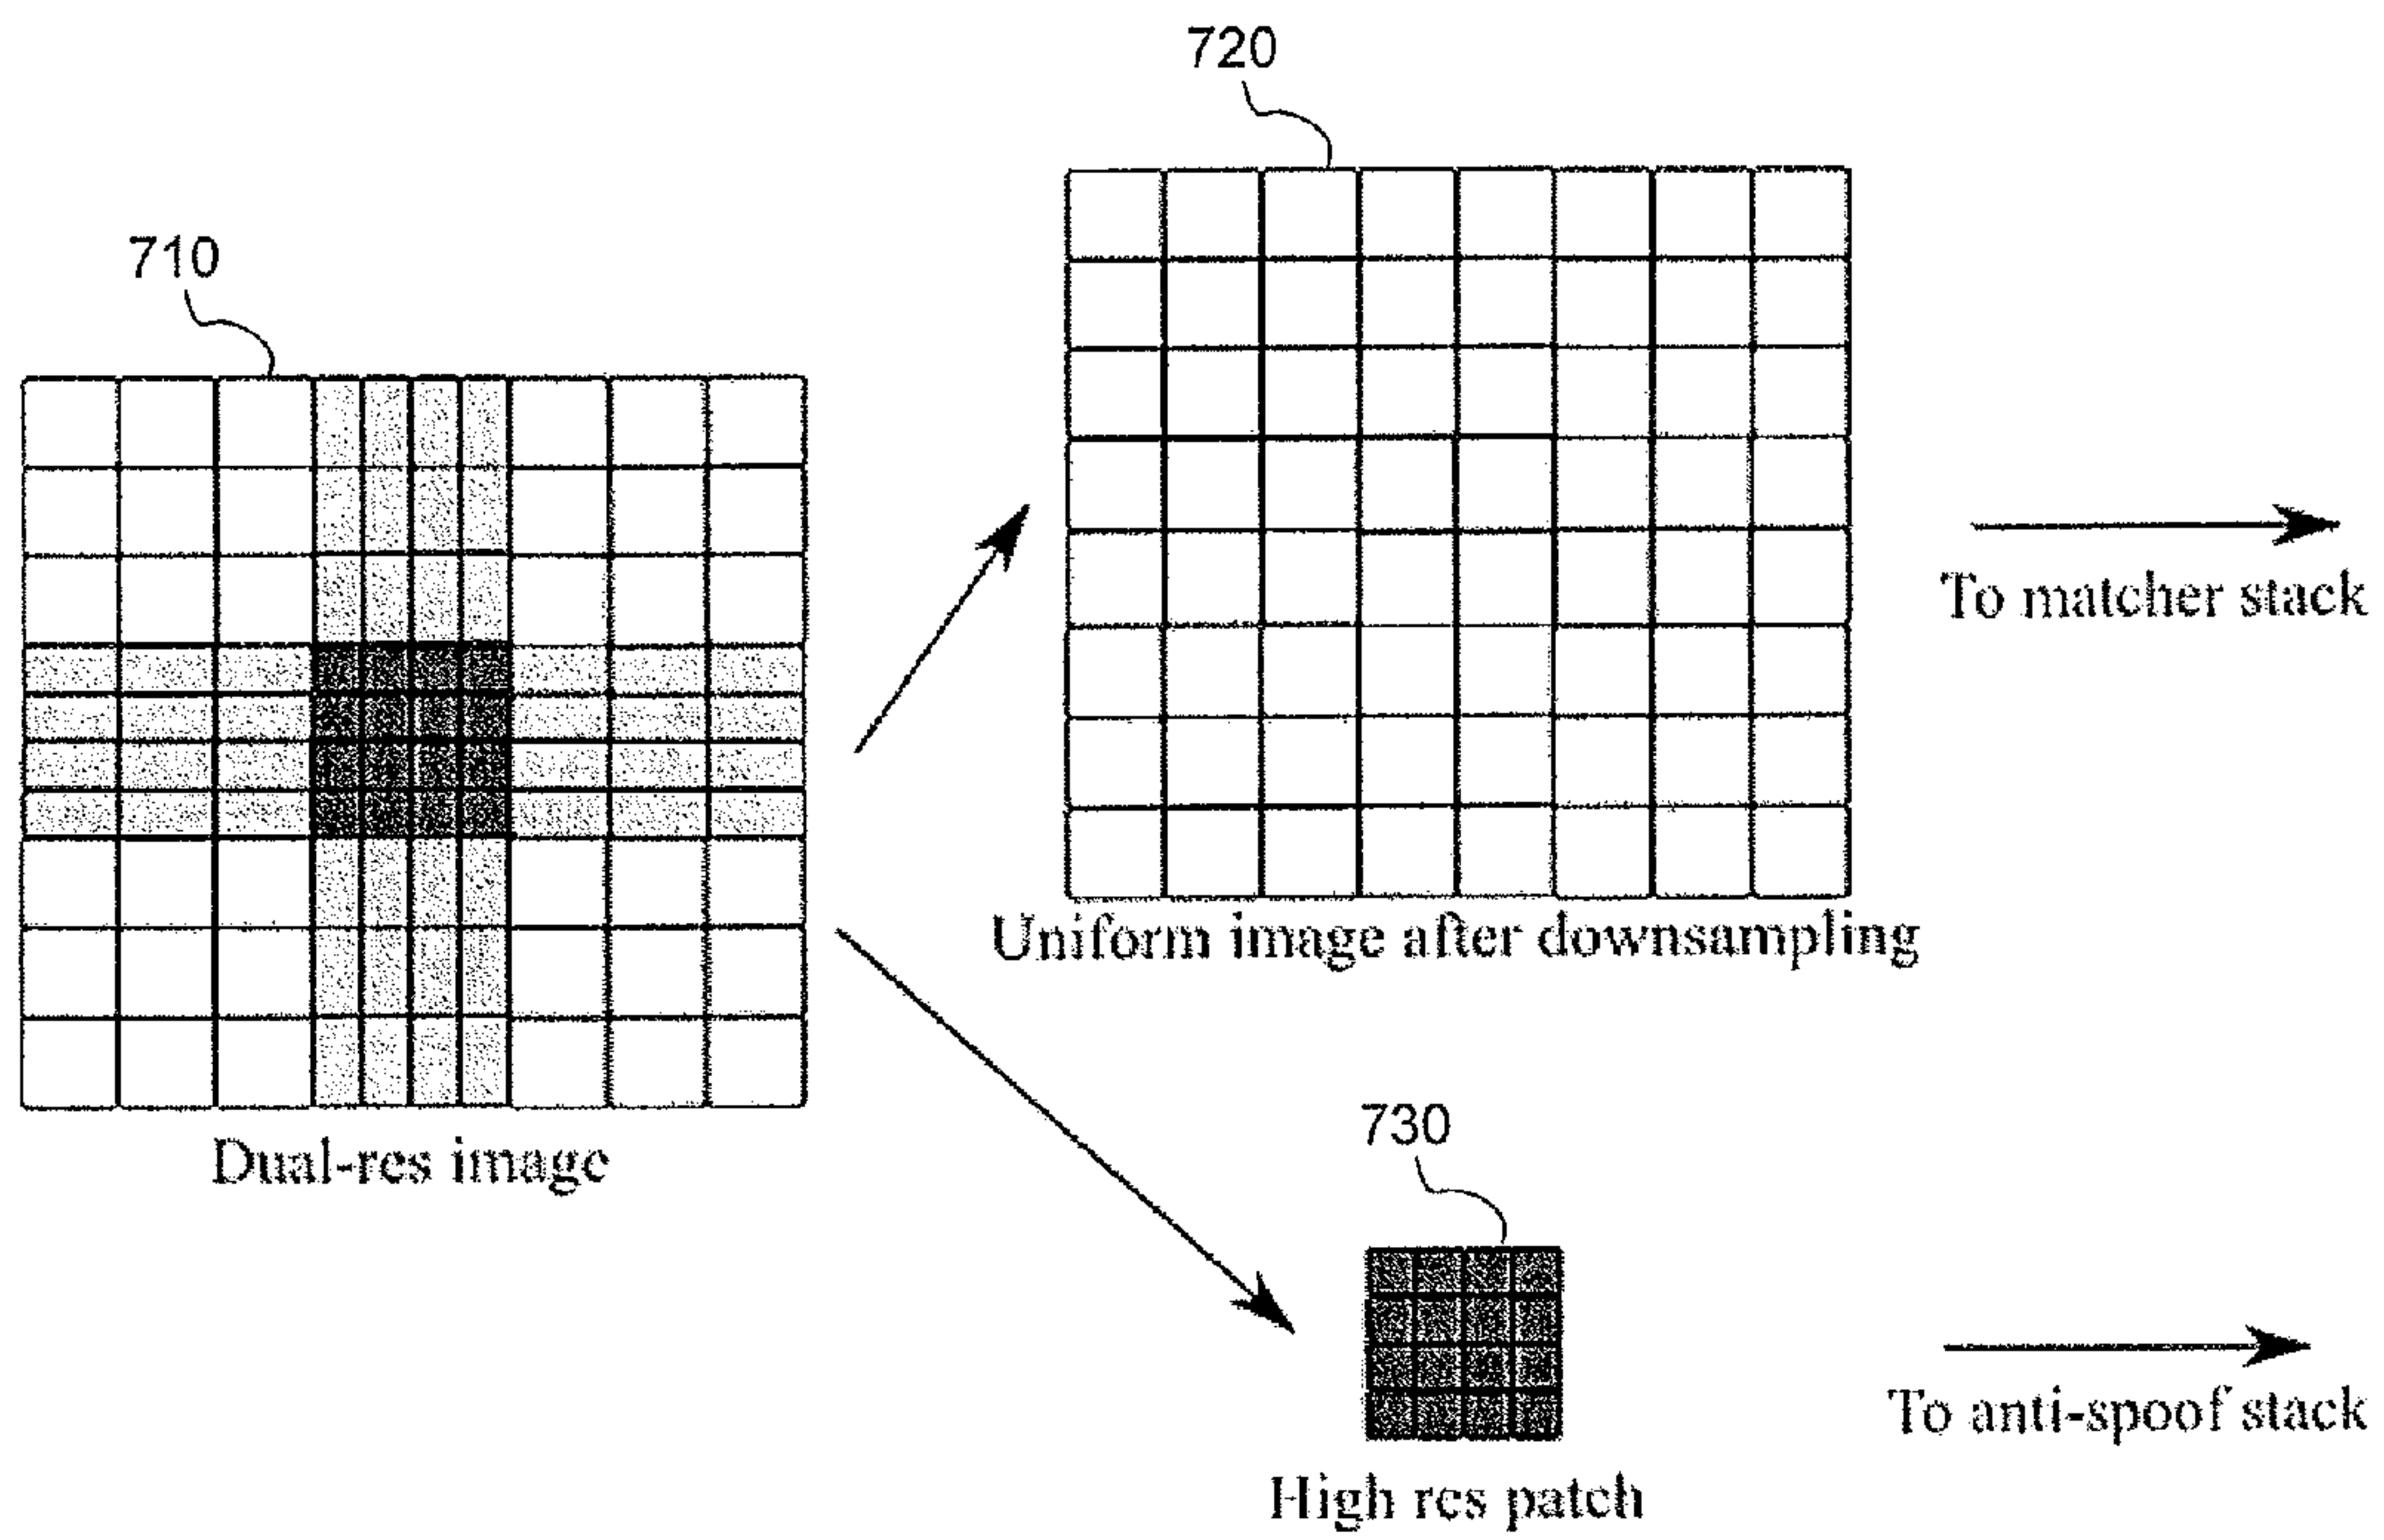 720
710
To matcher stack
Uniform image after downsampling
730
Dual-res image
To anti-spoof stack
High res patch